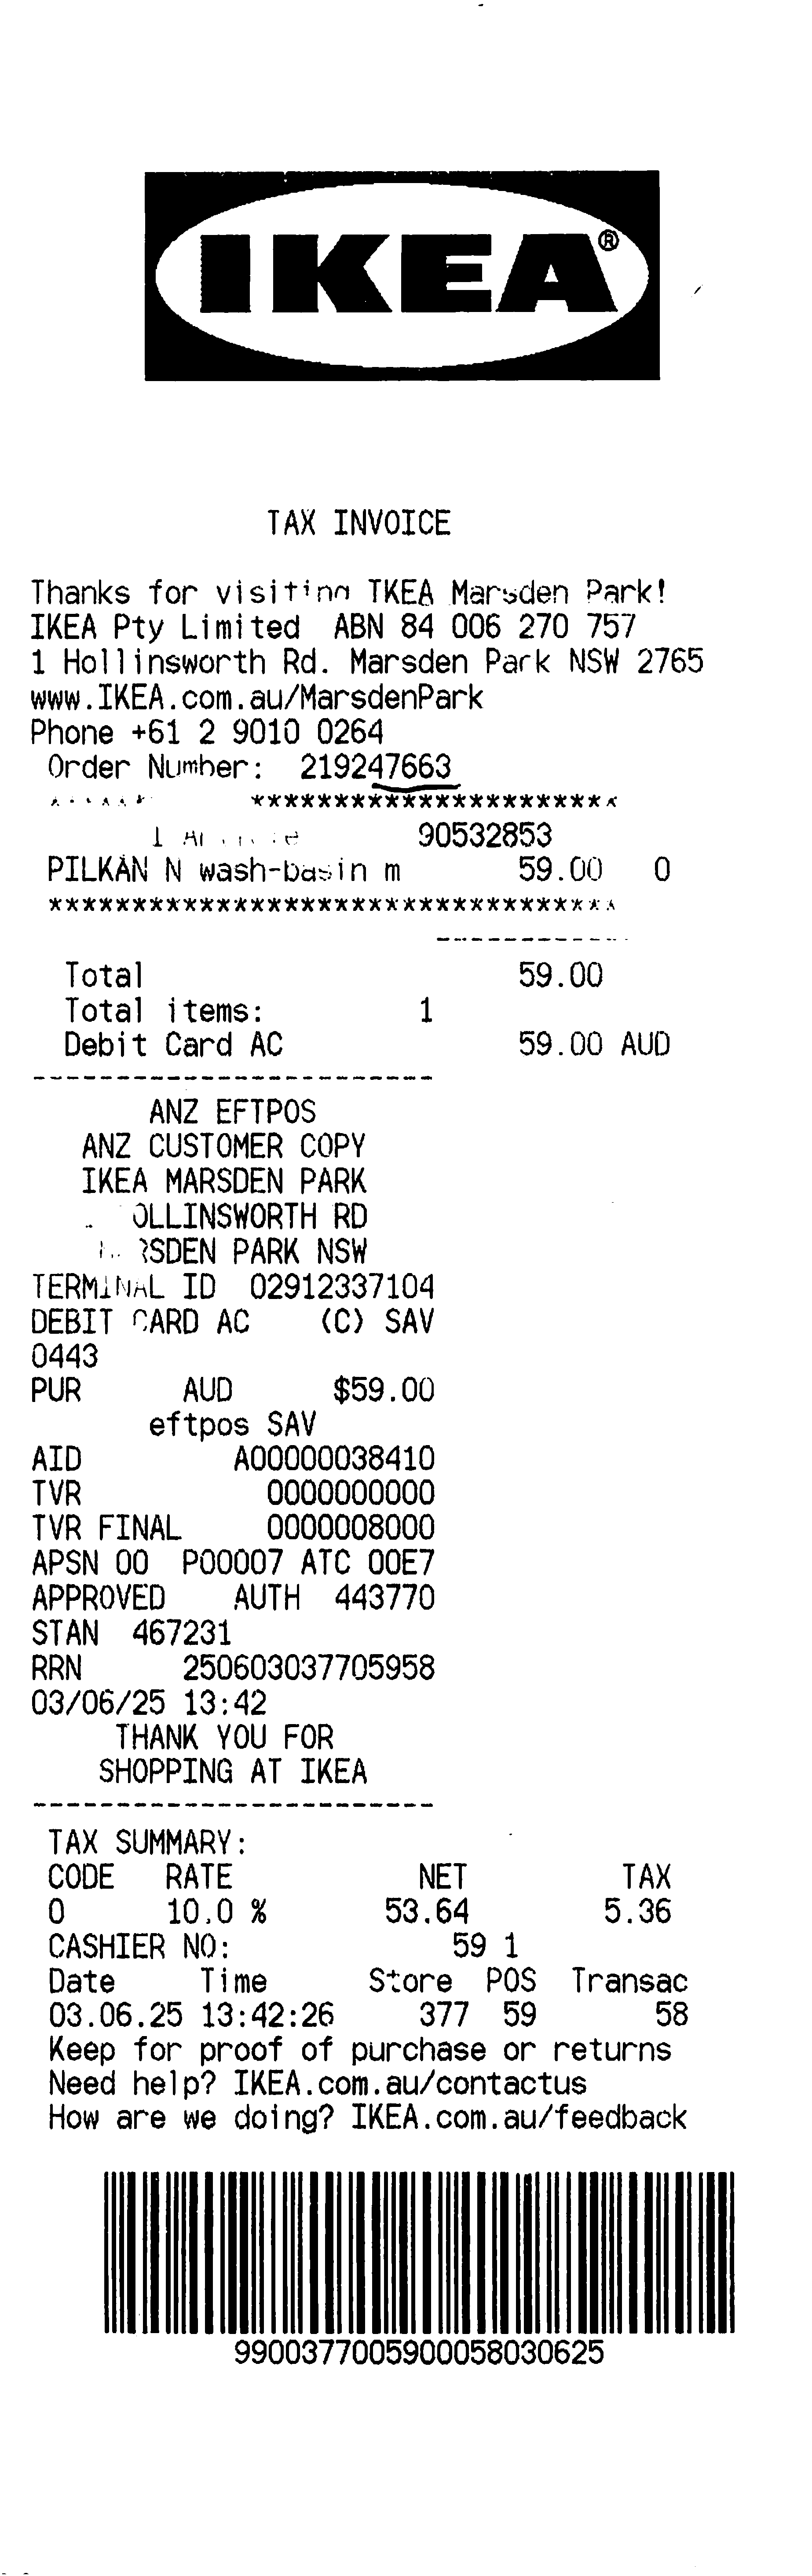 IKEA®
TAX INVOICE
Thanks for visiting IKEA Marsden Park!
IKEA Pty Limited ABN 84 006 270 757
1 Hollinsworth Rd. Marsden Park NSW 2765
www.IKEA.com.au/MarsdenPark
Phone +61 2 9010 0264
Order Number: 219247663
**********************
1 90532853
PILKÅN N wash-basin m 59.00 0
**********************************
------------
Total 59.00
Total items: 1
Debit Card AC 59.00 AUD
------------------------
ANZ EFTPOS
ANZ CUSTOMER COPY
IKEA MARSDEN PARK
OLLINSWORTH RD
RSDEN PARK NSW
TERMINAL ID 02912337104
DEBIT CARD AC (C) SAV
0443
PUR AUD $59.00
eftpos SAV
AID A00000038410
TVR 0000000000
TVR FINAL 0000008000
APSN 00 P00007 ATC 00E7
APPROVED AUTH 443770
STAN 467231
RRN 250603037705958
03/06/25 13:42
THANK YOU FOR
SHOPPING AT IKEA
------------------------
TAX SUMMARY:
CODE RATE NET TAX
0 10.0 % 53.64 5.36
CASHIER NO: 59 1
Date Time Store POS Transac
03.06.25 13:42:26 377 59 58
Keep for proof of purchase or returns
Need help? IKEA.com.au/contactus
How are we doing? IKEA.com.au/feedback
9900377005900058030625